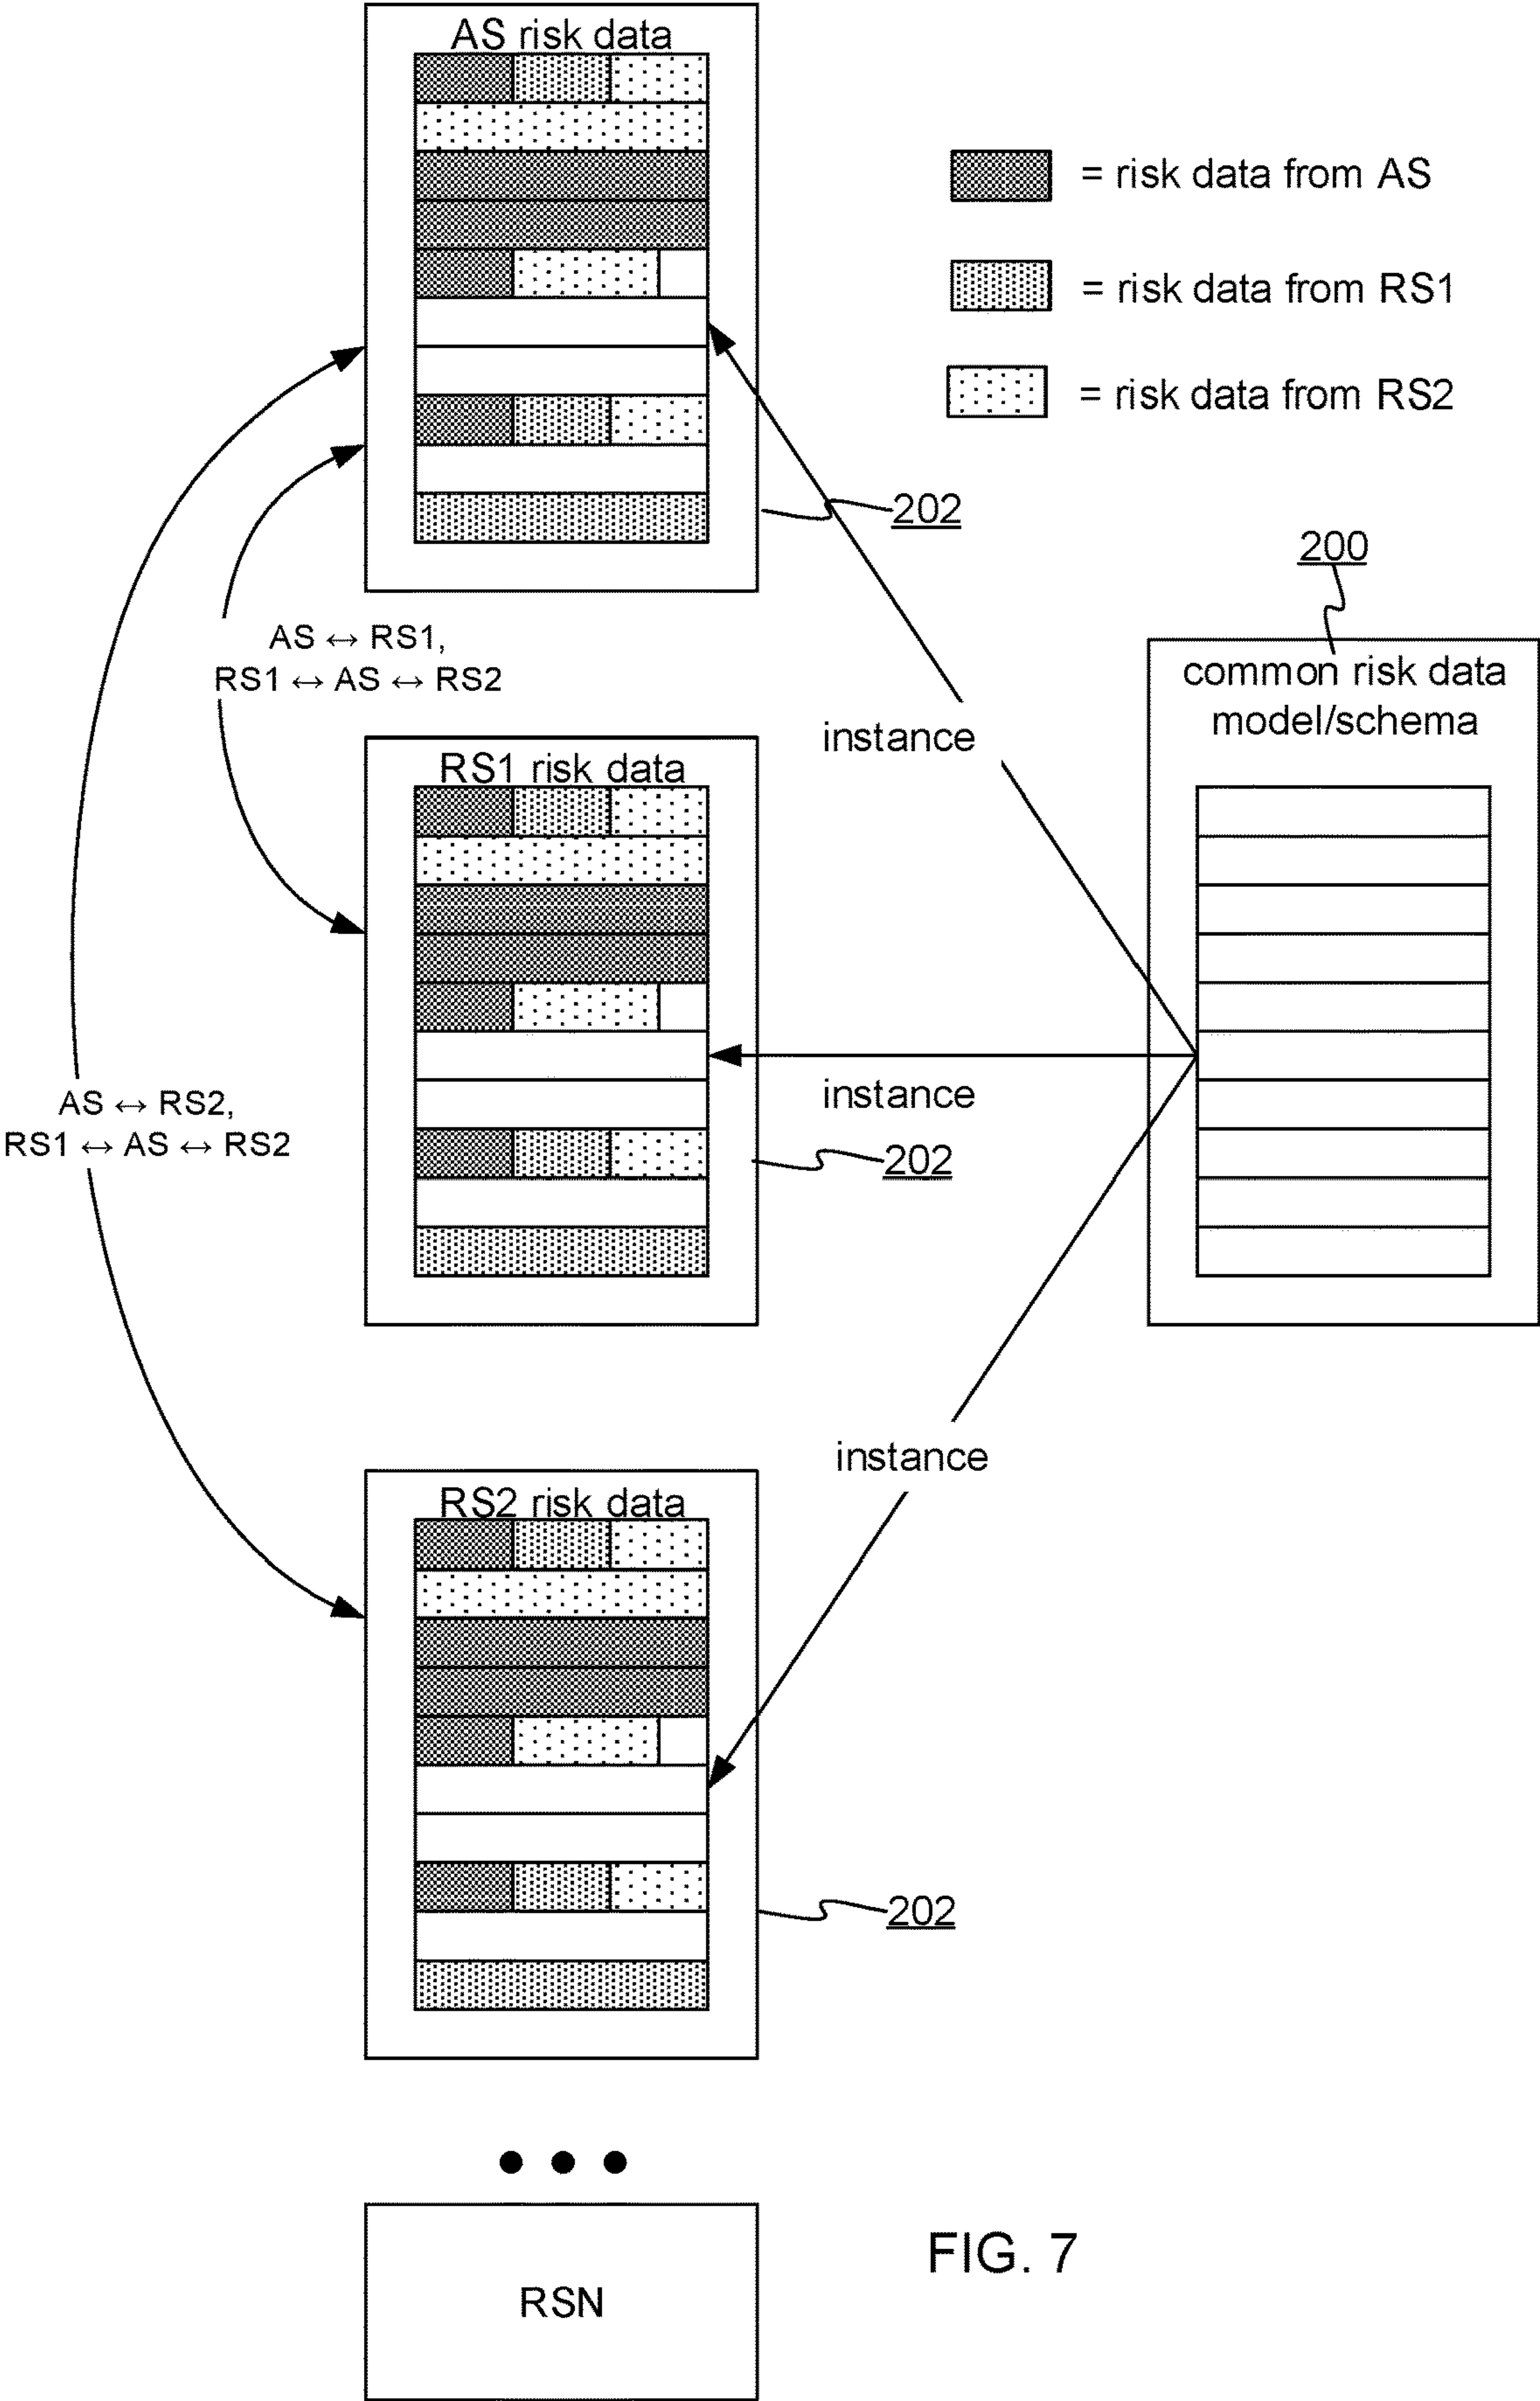 AS risk data
= risk data from AS
= risk data from RS1
= risk data from RS2
202
200
common risk data
model/schema
AS ↔ RS1,
RS1 ↔ AS ↔ RS2
instance
RS1 risk data
instance
AS ↔ RS2,
RS1 ↔ AS ↔ RS2
202
instance
RS2 risk data
202
RSN
FIG. 7